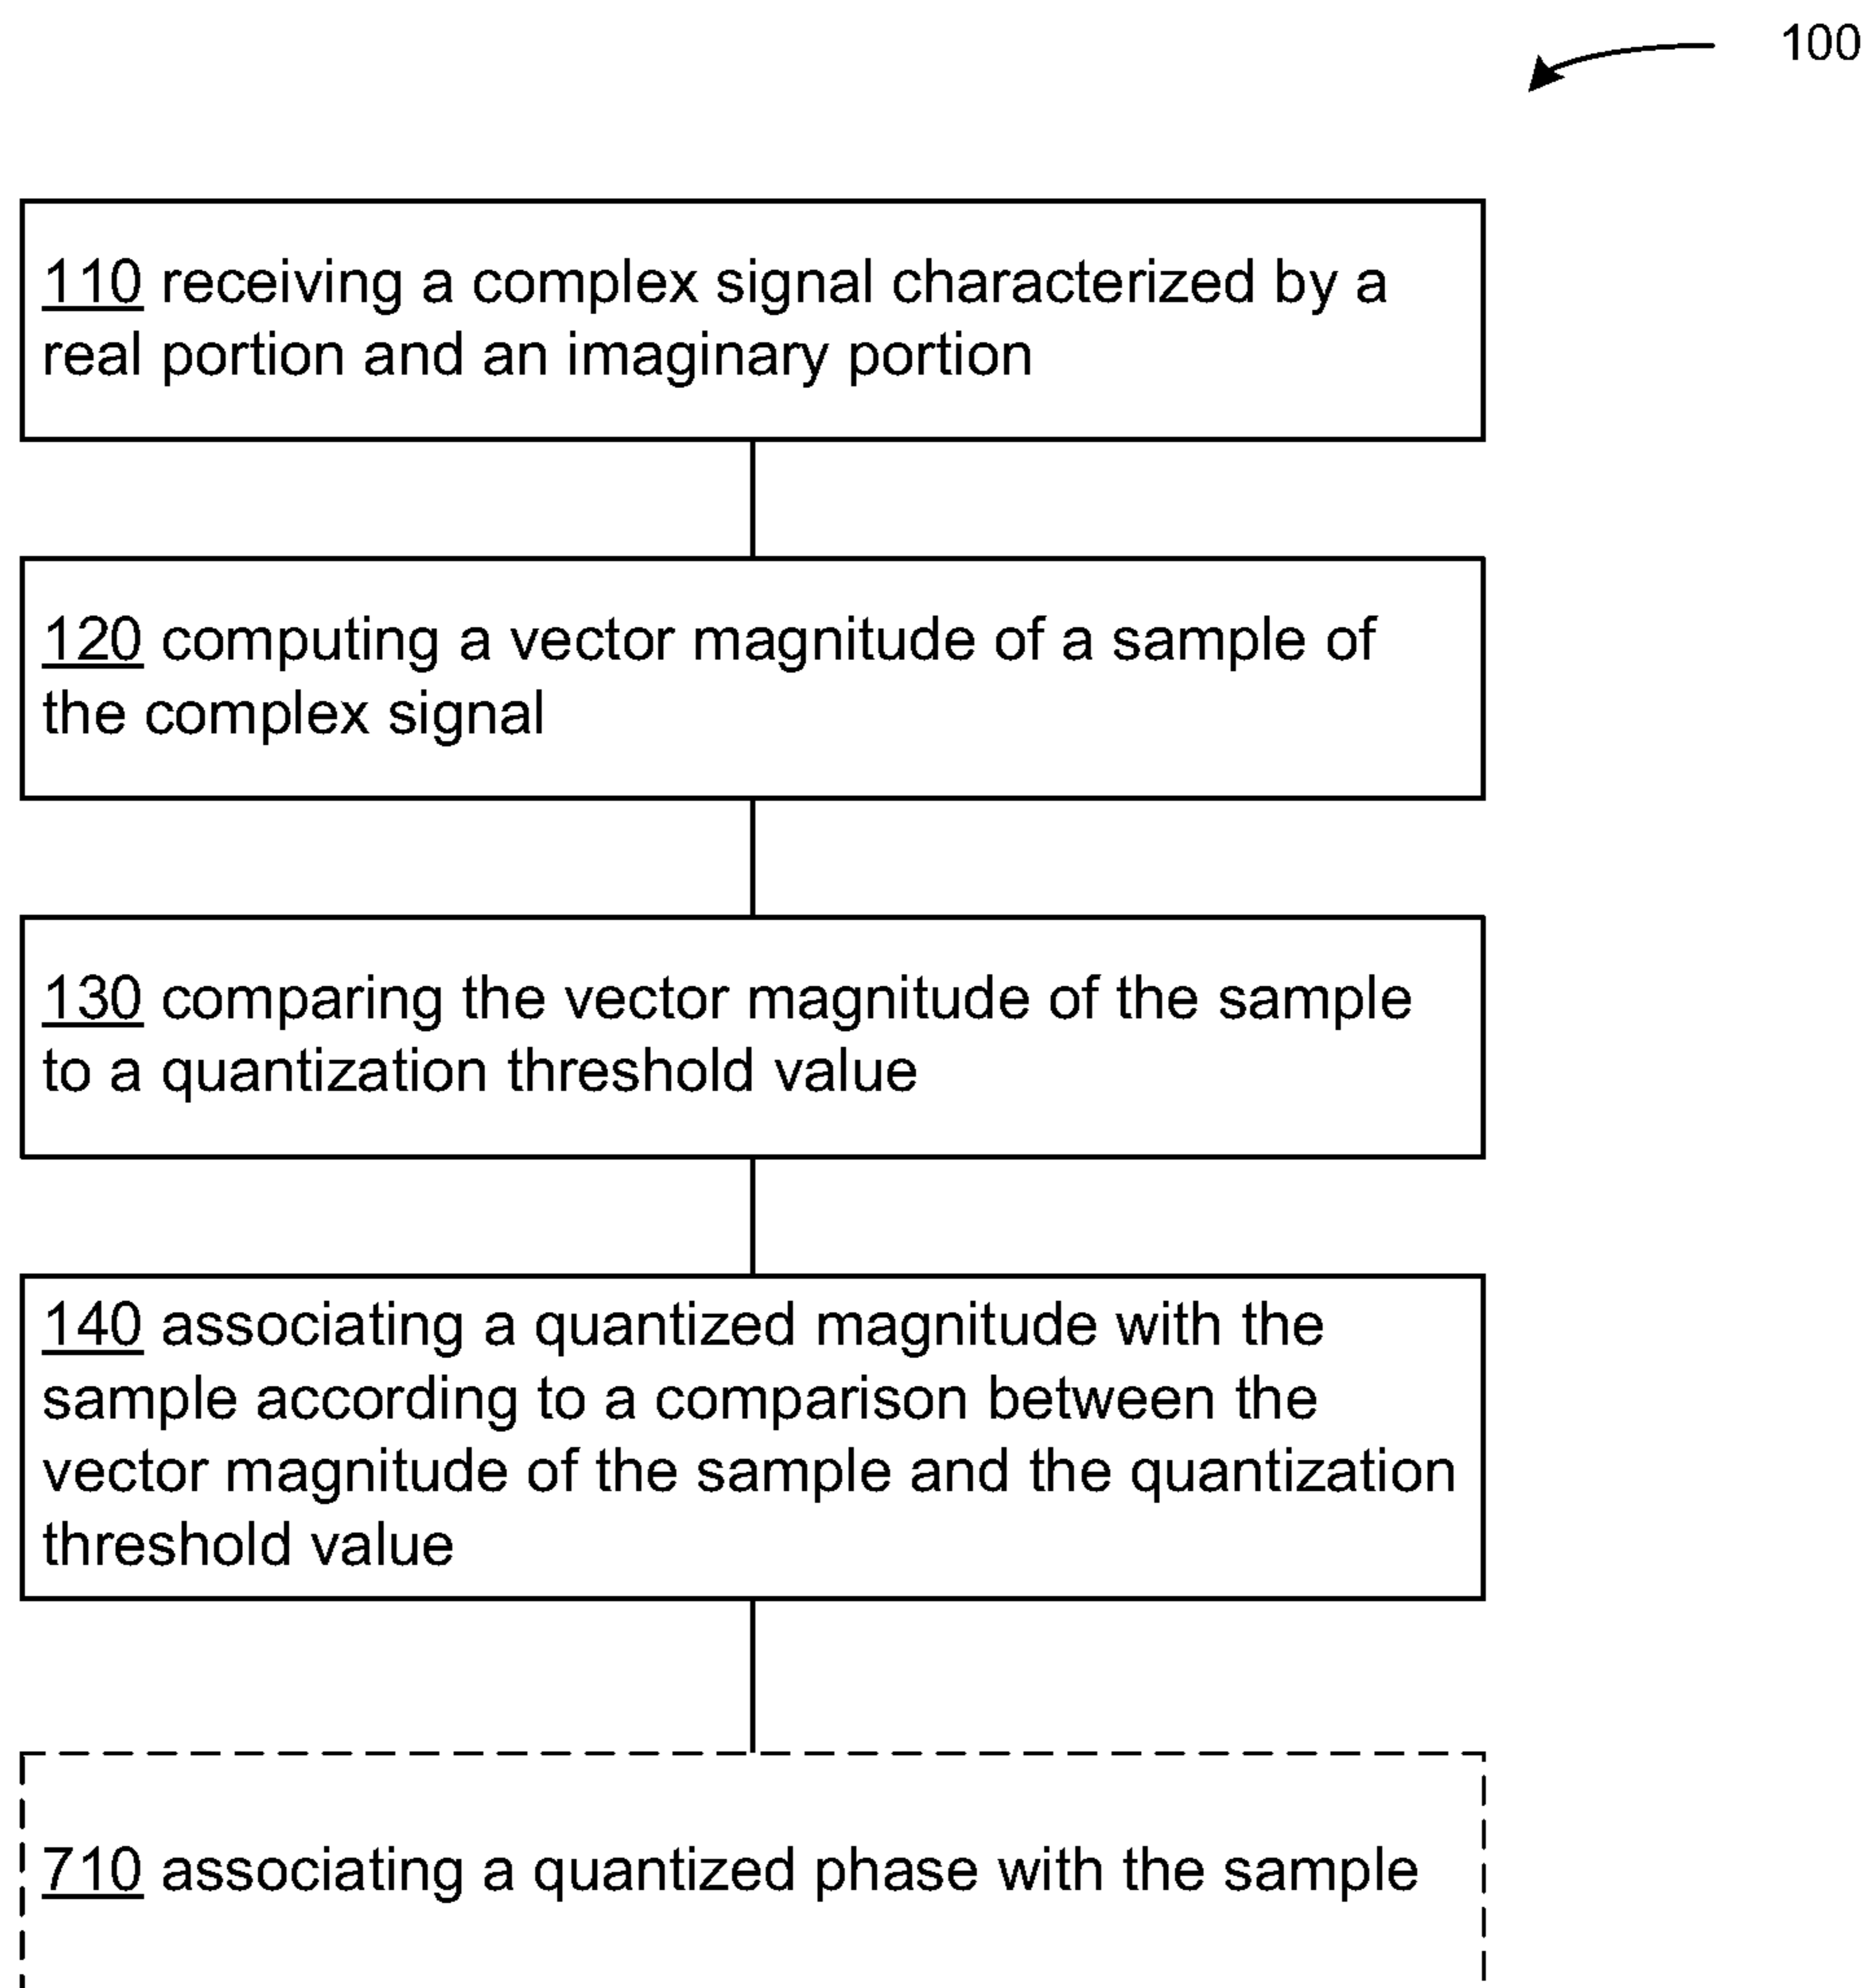 100
110 receiving a complex signal characterized by a
real portion and an imaginary portion
120 computing a vector magnitude of a sample of
the complex signal
130 comparing the vector magnitude of the sample
to a quantization threshold value
140 associating a quantized magnitude with the
sample according to a comparison between the
vector magnitude of the sample and the quantization
threshold value
710 associating a quantized phase with the sample